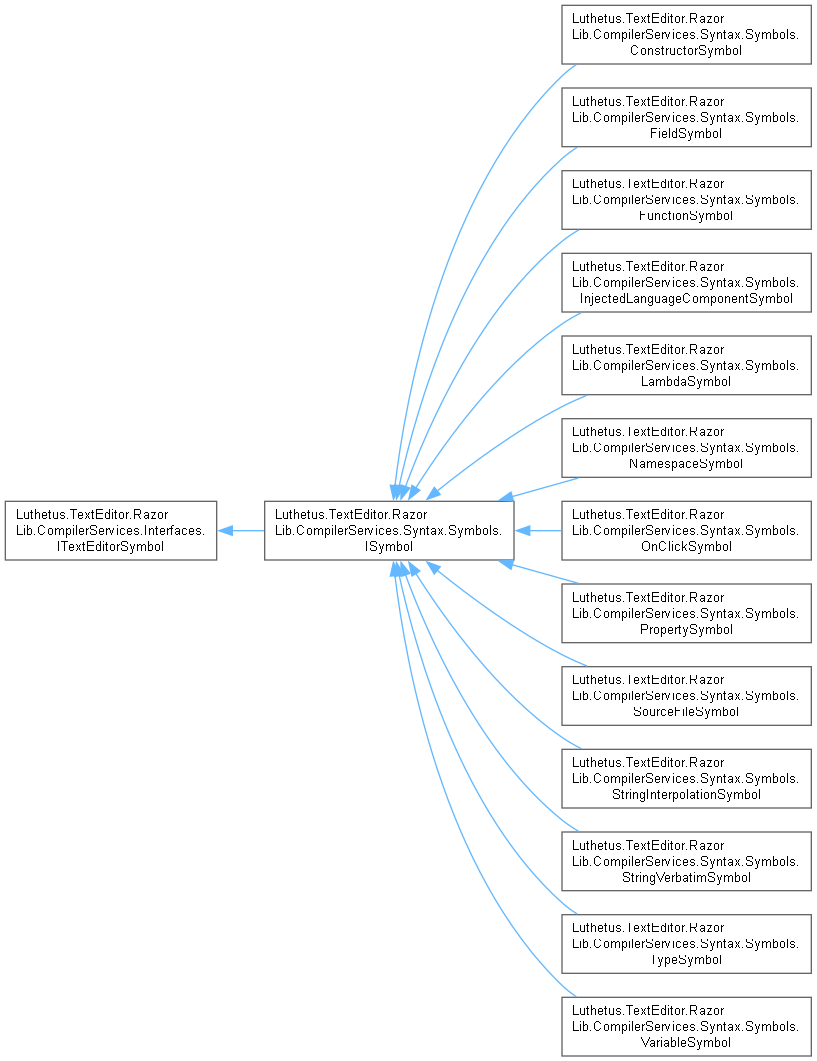 Luthetus.TextEditor.Razor
Lib.CompilerServices.Syntax.Symbols.
ConstructorSymbol
Luthetus.TextEditor.Razor
Lib.CompilerServices.Syntax.Symbols.
FieldSymbol
Luthetus.TextEditor.Razor
Lib.CompilerServices.Syntax.Symbols.
FunctionSymbol
Luthetus.TextEditor.Razor
Lib.CompilerServices.Syntax.Symbols.
InjectedLanguageComponentSymbol
Luthetus.TextEditor.Razor
Lib.CompilerServices.Syntax.Symbols.
LambdaSymbol
Luthetus.TextEditor.Razor
Lib.CompilerServices.Syntax.Symbols.
NamespaceSymbol
Luthetus.TextEditor.Razor
Lib.CompilerServices.Interfaces.
ITextEditorSymbol
Luthetus.TextEditor.Razor
Lib.CompilerServices.Syntax.Symbols.
ISymbol
Luthetus.TextEditor.Razor
Lib.CompilerServices.Syntax.Symbols.
OnClickSymbol
Luthetus.TextEditor.Razor
Lib.CompilerServices.Syntax.Symbols.
PropertySymbol
Luthetus.TextEditor.Razor
Lib.CompilerServices.Syntax.Symbols.
SourceFileSymbol
Luthetus.TextEditor.Razor
Lib.CompilerServices.Syntax.Symbols.
StringInterpolationSymbol
Luthetus.TextEditor.Razor
Lib.CompilerServices.Syntax.Symbols.
StringVerbatimSymbol
Luthetus.TextEditor.Razor
Lib.CompilerServices.Syntax.Symbols.
TypeSymbol
Luthetus.TextEditor.Razor
Lib.CompilerServices.Syntax.Symbols.
VariableSymbol